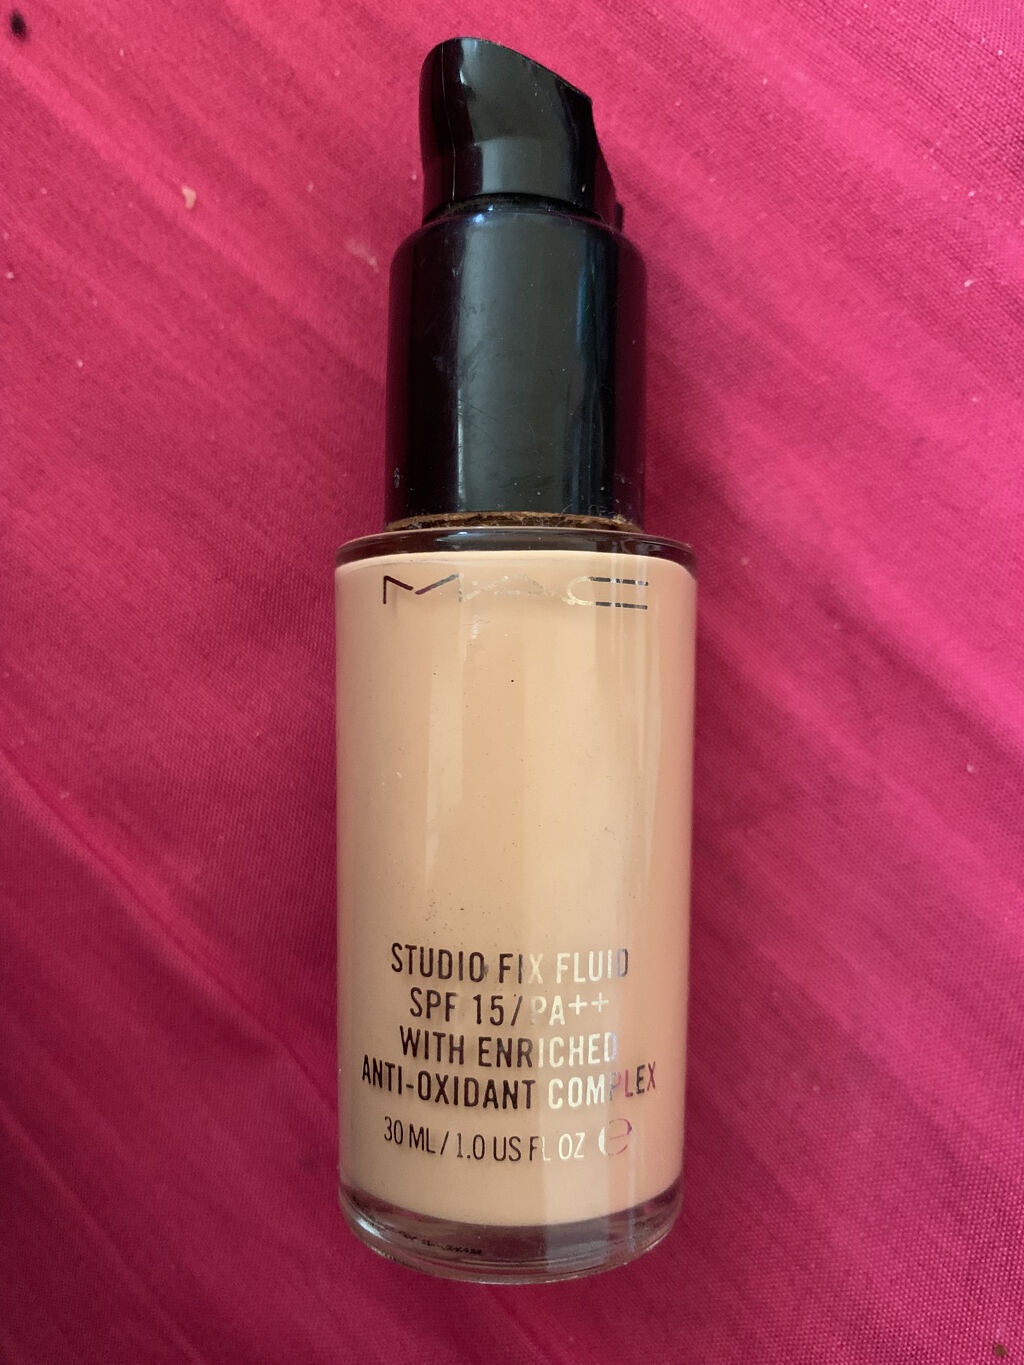 MAC
STUDIO FIX FLUID
SPF 15/PA++
WITH ENRICHED
ANTI-OXIDANT COMPLEX
30 ML / 1.0 US FL OZ e